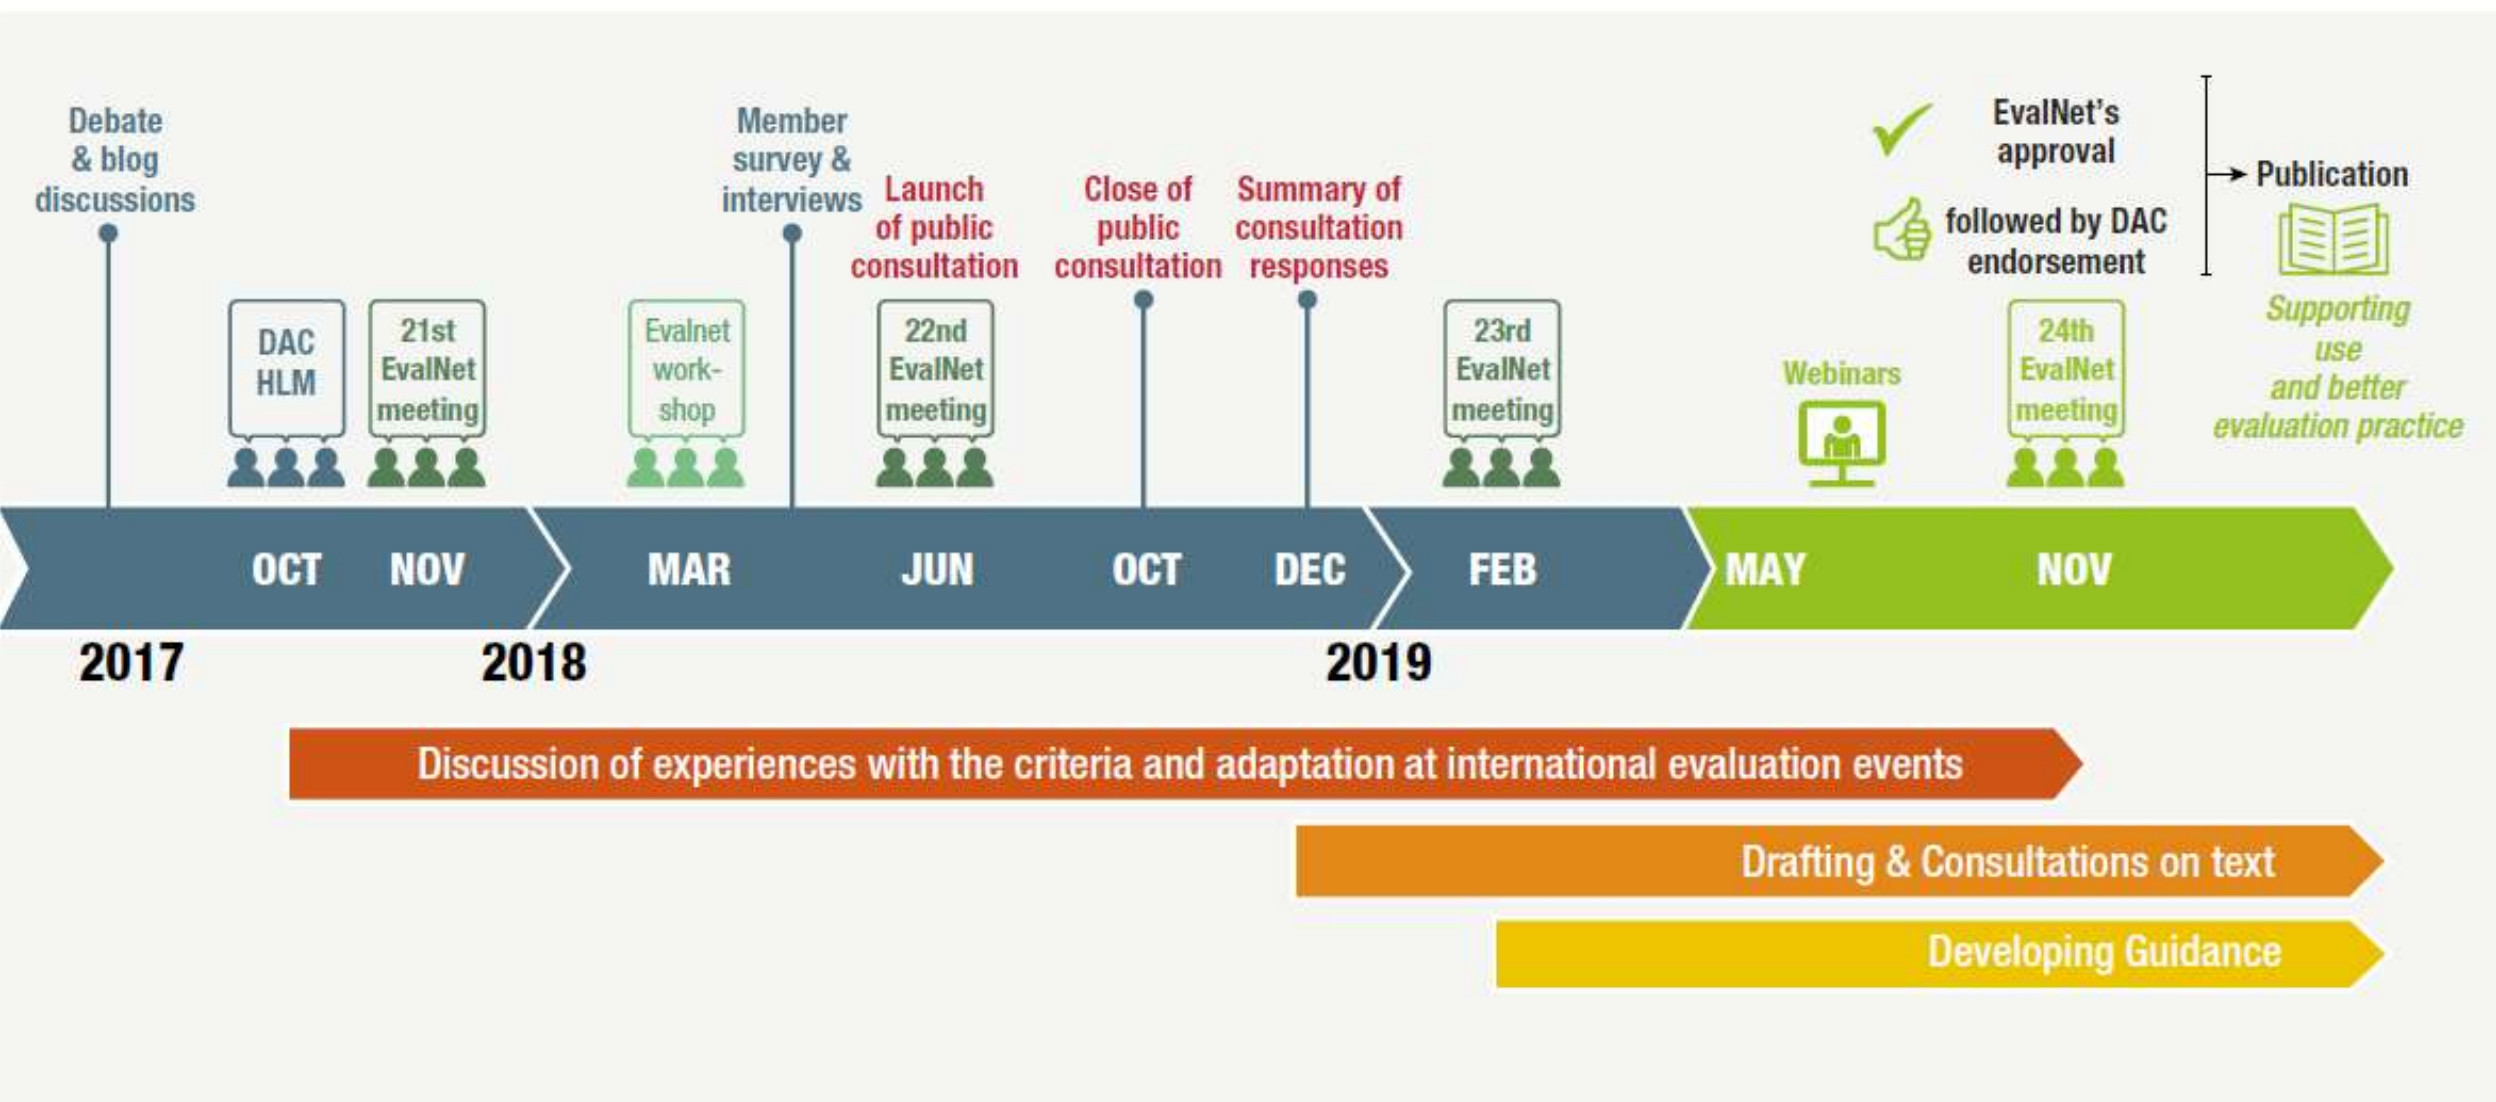 Debate
& blog
discussions
DAC
HLM
21st
EvalNet
meeting
Evalnet
work-
shop
Member
survey &
interviews
Launch
of public
consultation
22nd
EvalNet
meeting
Close of
public
consultation
Summary of
consultation
responses
23rd
EvalNet
meeting
Webinars
EvalNet's
approval
followed by DAC
endorsement
24th
EvalNet
meeting
Publication
Supporting
use
and better
evaluation practice
OCT NOV MAR JUN OCT DEC FEB MAY NOV
2017 2018 2019
Discussion of experiences with the criteria and adaptation at international evaluation events
Drafting & Consultations on text
Developing Guidance